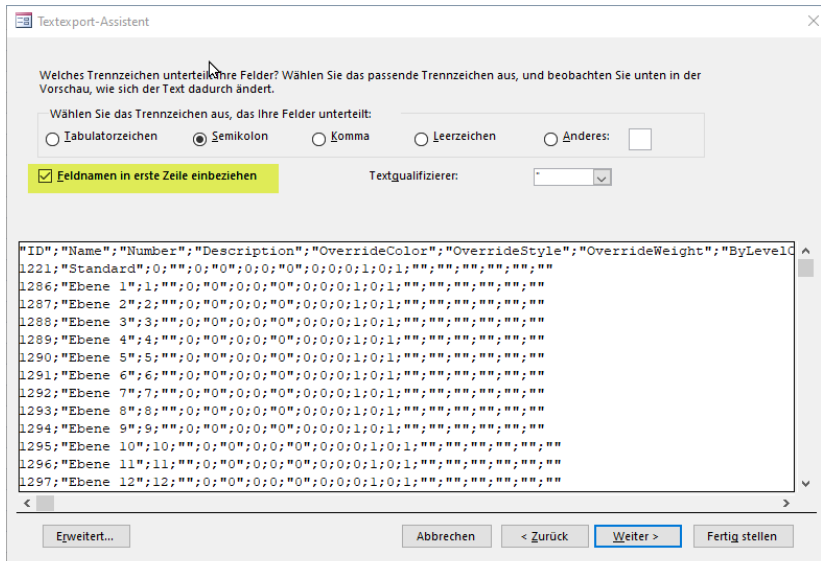 Textexport-Assistent
Welches Trennzeichen unterteilt Ihre Felder? Wählen Sie das passende Trennzeichen aus, und beobachten Sie unten in der
Vorschau, wie sich der Text dadurch ändert.
Wählen Sie das Trennzeichen aus, das Ihre Felder unterteilt:
Tabulatorzeichen Semikolon Komma Leerzeichen Anderes:
Feldnamen in erste Zeile einbeziehen Textqualifizierer: "
"ID";"Name";"Number";"Description";"OverrideColor";"OverrideStyle";"OverrideWeight";"ByLevelC
1221;"Standard";0;"";0;"0";0;0;"0";0;0;0;1;0;1;"";"";"";"";"";""
1286;"Ebene 1";1;"";0;"0";0;0;"0";0;0;0;1;0;1;"";"";"";"";"";""
1287;"Ebene 2";2;"";0;"0";0;0;"0";0;0;0;1;0;1;"";"";"";"";"";""
1288;"Ebene 3";3;"";0;"0";0;0;"0";0;0;0;1;0;1;"";"";"";"";"";""
1289;"Ebene 4";4;"";0;"0";0;0;"0";0;0;0;1;0;1;"";"";"";"";"";""
1290;"Ebene 5";5;"";0;"0";0;0;"0";0;0;0;1;0;1;"";"";"";"";"";""
1291;"Ebene 6";6;"";0;"0";0;0;"0";0;0;0;1;0;1;"";"";"";"";"";""
1292;"Ebene 7";7;"";0;"0";0;0;"0";0;0;0;1;0;1;"";"";"";"";"";""
1293;"Ebene 8";8;"";0;"0";0;0;"0";0;0;0;1;0;1;"";"";"";"";"";""
1294;"Ebene 9";9;"";0;"0";0;0;"0";0;0;0;1;0;1;"";"";"";"";"";""
1295;"Ebene 10";10;"";0;"0";0;0;"0";0;0;0;1;0;1;"";"";"";"";"";""
1296;"Ebene 11";11;"";0;"0";0;0;"0";0;0;0;1;0;1;"";"";"";"";"";""
1297;"Ebene 12";12;"";0;"0";0;0;"0";0;0;0;1;0;1;"";"";"";"";"";""
Erweitert... Abbrechen < Zurück Weiter > Fertig stellen